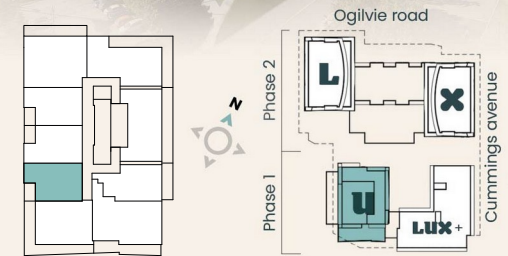 Ogilvie road
Phase 2
L
X
Cummings avenue
N
Phase 1
U
LUX+